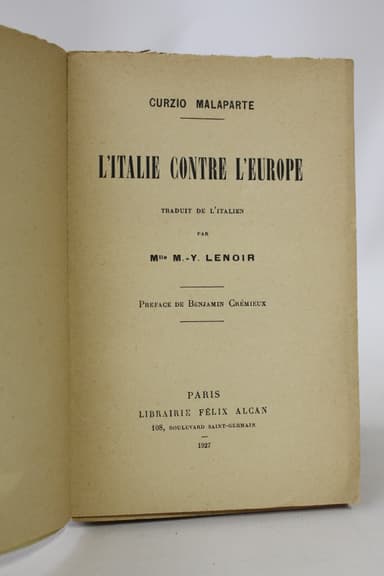 CURZIO MALAPARTE
L'ITALIE CONTRE L'EUROPE
TRADUIT DE L'ITALIEN
PAR
Mlle M.-Y. LENOIR
PREFACE DE BENJAMIN CRÉMIEUX
PARIS
LIBRAIRIE FÉLIX ALCAN
108, BOULEVARD SAINT-GERMAIN
1927